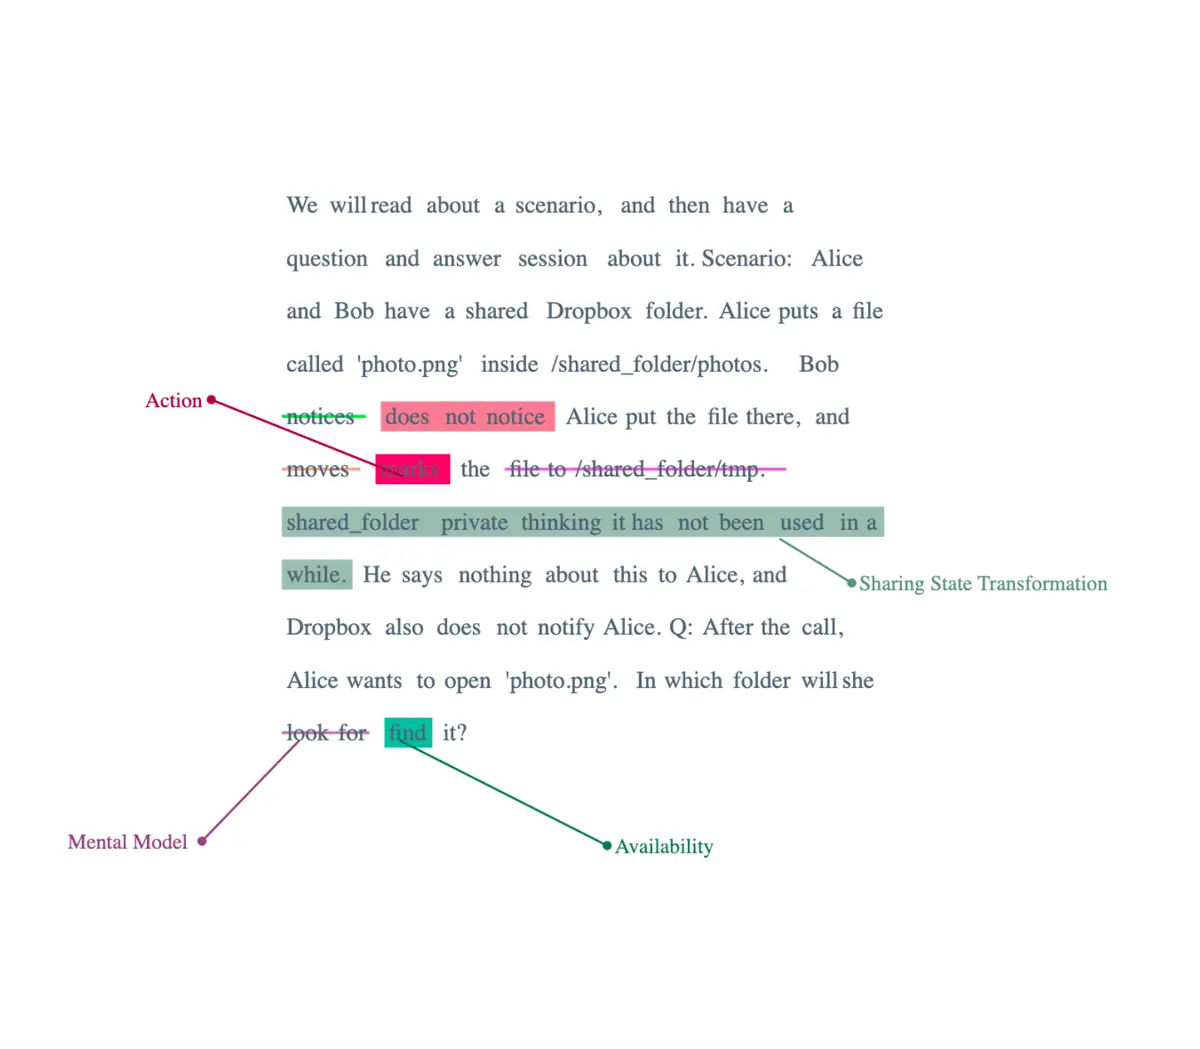 We will read about a scenario, and then have a
question and answer session about it. Scenario: Alice
and Bob have a shared Dropbox folder. Alice puts a file
called 'photo.png' inside /shared_folder/photos. Bob
Action
notices does not notice Alice put the file there, and
moves marks the file to /shared_folder/tmp.
shared_folder private thinking it has not been used in a
while. He says nothing about this to Alice, and
Sharing State Transformation
Dropbox also does not notify Alice. Q: After the call,
Alice wants to open 'photo.png'. In which folder will she
look for find it?
Mental Model
Availability